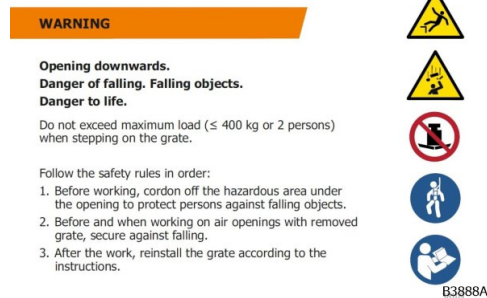 WARNING
Opening downwards.
Danger of falling. Falling objects.
Danger to life.
Do not exceed maximum load (≤ 400 kg or 2 persons)
when stepping on the grate.
Follow the safety rules in order:
1. Before working, cordon off the hazardous area under
the opening to protect persons against falling objects.
2. Before and when working on air openings with removed
grate, secure against falling.
3. After the work, reinstall the grate according to the
instructions.
B3888A